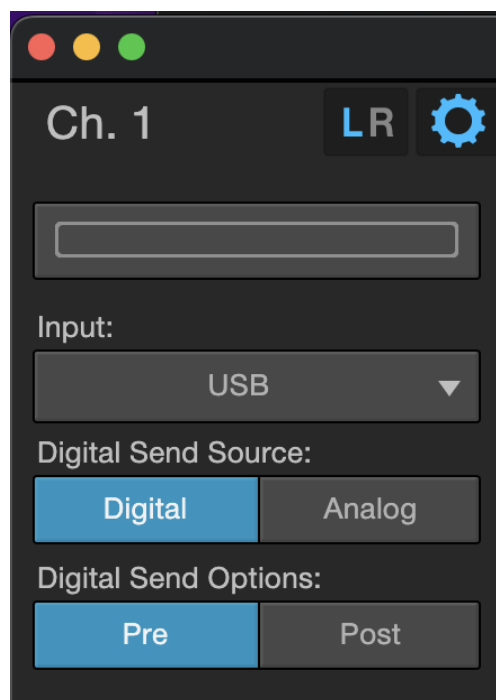 Ch. 1 LR
Input:
USB
Digital Send Source:
Digital Analog
Digital Send Options:
Pre Post